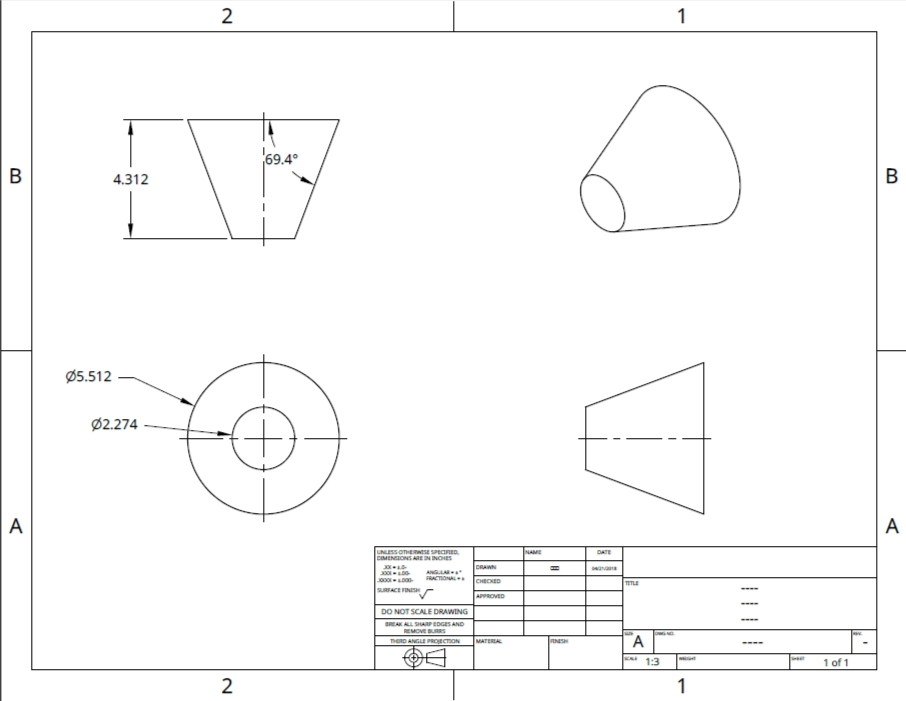 2 1
B B
69.4°
4.312
Ø5.512
Ø2.274
A A
UNLESS OTHERWISE SPECIFIED,
DIMENSIONS ARE IN INCHES
.XX = ±.0-
.XXX = ±.00-
.XXXX = ±.000-
ANGULAR = ± °
FRACTIONAL = ±
SURFACE FINISH
DO NOT SCALE DRAWING
BREAK ALL SHARP EDGES AND
REMOVE BURRS
THIRD ANGLE PROJECTION
NAME DATE
DRAWN 04/21/2018
CHECKED
APPROVED
MATERIAL FINISH
TITLE
----
----
----
SIZE DWG NO. REV.
A ---- -
SCALE 1:3 WEIGHT SHEET 1 of 1
2 1